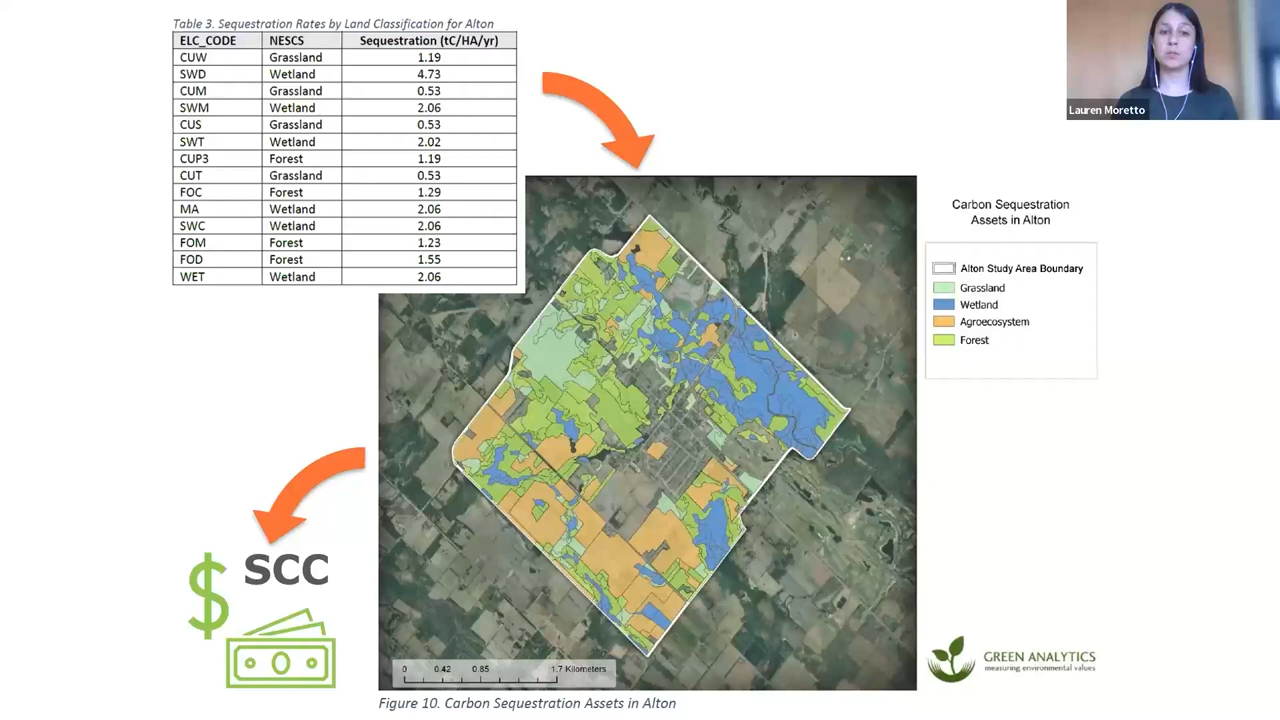 Table 3. Sequestration Rates by Land Classification for Alton
ELC_CODE NESCS Sequestration (tC/HA/yr)
CUW Grassland 1.19
SWD Wetland 4.73
CUM Grassland 0.53
SWM Wetland 2.06
CUS Grassland 0.53
SWT Wetland 2.02
CUP3 Forest 1.19
CUT Grassland 0.53
FOC Forest 1.29
MA Wetland 2.06
SWC Wetland 2.06
FOM Forest 1.23
FOD Forest 1.55
WET Wetland 2.06
Lauren Moretto
Carbon Sequestration
Assets in Alton
Alton Study Area Boundary
Grassland
Wetland
Agroecosystem
Forest
$ SCC
0 0.42 0.85 1.7 Kilometers
Figure 10. Carbon Sequestration Assets in Alton
GREEN ANALYTICS
measuring environmental values